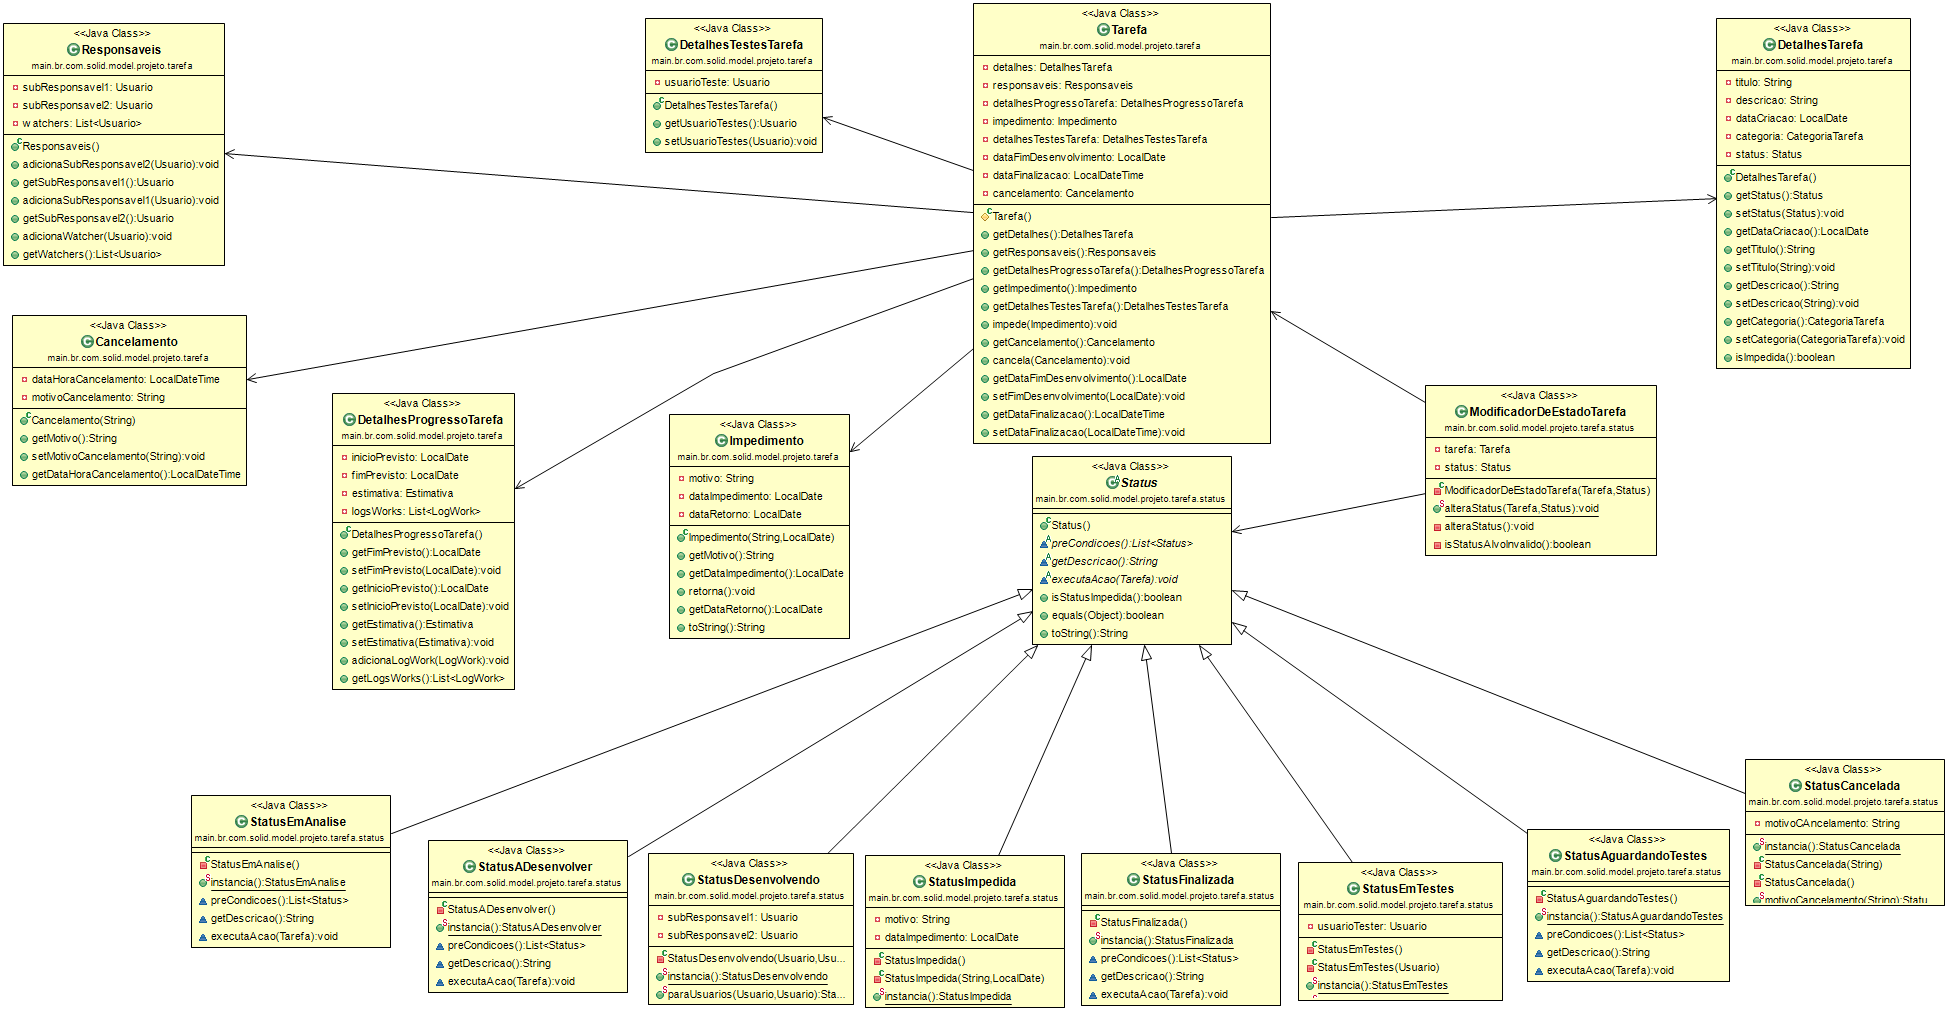 <<Java Class>>
Responsaveis
main.br.com.solid.model.projeto.tarefa
subResponsavel1: Usuario
subResponsavel2: Usuario
watchers: List<Usuario>
Responsaveis()
adicionaSubResponsavel2(Usuario):void
getSubResponsavel1():Usuario
adicionaSubResponsavel1(Usuario):void
getSubResponsavel2():Usuario
adicionaWatcher(Usuario):void
getWatchers():List<Usuario>
<<Java Class>>
DetalhesTestesTarefa
main.br.com.solid.model.projeto.tarefa
usuarioTeste: Usuario
DetalhesTestesTarefa()
getUsuarioTestes():Usuario
setUsuarioTestes(Usuario):void
<<Java Class>>
Tarefa
main.br.com.solid.model.projeto.tarefa
detalhes: DetalhesTarefa
responsaveis: Responsaveis
detalhesProgressoTarefa: DetalhesProgressoTarefa
impedimento: Impedimento
detalhesTestesTarefa: DetalhesTestesTarefa
dataFimDesenvolvimento: LocalDate
dataFinalizacao: LocalDateTime
cancelamento: Cancelamento
Tarefa()
getDetalhes():DetalhesTarefa
getResponsaveis():Responsaveis
getDetalhesProgressoTarefa():DetalhesProgressoTarefa
getImpedimento():Impedimento
getDetalhesTestesTarefa():DetalhesTestesTarefa
impede(Impedimento):void
getCancelamento():Cancelamento
cancela(Cancelamento):void
getDataFimDesenvolvimento():LocalDate
setFimDesenvolvimento(LocalDate):void
getDataFinalizacao():LocalDateTime
setDataFinalizacao(LocalDateTime):void
<<Java Class>>
DetalhesTarefa
main.br.com.solid.model.projeto.tarefa
titulo: String
descricao: String
dataCriacao: LocalDate
categoria: CategoriaTarefa
status: Status
DetalhesTarefa()
getStatus():Status
setStatus(Status):void
getDataCriacao():LocalDate
getTitulo():String
setTitulo(String):void
getDescricao():String
setDescricao(String):void
getCategoria():CategoriaTarefa
setCategoria(CategoriaTarefa):void
isImpedida():boolean
<<Java Class>>
Cancelamento
main.br.com.solid.model.projeto.tarefa
dataHoraCancelamento: LocalDateTime
motivoCancelamento: String
Cancelamento(String)
getMotivo():String
setMotivoCancelamento(String):void
getDataHoraCancelamento():LocalDateTime
<<Java Class>>
DetalhesProgressoTarefa
main.br.com.solid.model.projeto.tarefa
inicioPrevisto: LocalDate
fimPrevisto: LocalDate
estimativa: Estimativa
logsWorks: List<LogWork>
DetalhesProgressoTarefa()
getFimPrevisto():LocalDate
setFimPrevisto(LocalDate):void
getInicioPrevisto():LocalDate
setInicioPrevisto(LocalDate):void
getEstimativa():Estimativa
setEstimativa(Estimativa):void
adicionaLogWork(LogWork):void
getLogsWorks():List<LogWork>
<<Java Class>>
Impedimento
main.br.com.solid.model.projeto.tarefa
motivo: String
dataImpedimento: LocalDate
dataRetorno: LocalDate
Impedimento(String,LocalDate)
getMotivo():String
getDataImpedimento():LocalDate
retorna():void
getDataRetorno():LocalDate
toString():String
<<Java Class>>
ModificadorDeEstadoTarefa
main.br.com.solid.model.projeto.tarefa.status
tarefa: Tarefa
status: Status
ModificadorDeEstadoTarefa(Tarefa,Status)
alteraStatus(Tarefa,Status):void
alteraStatus():void
isStatusAlvoInvalido():boolean
<<Java Class>>
Status
main.br.com.solid.model.projeto.tarefa.status
Status()
preCondicoes():List<Status>
getDescricao():String
executaAcao(Tarefa):void
isStatusImpedida():boolean
equals(Object):boolean
toString():String
<<Java Class>>
StatusEmAnalise
main.br.com.solid.model.projeto.tarefa.status
StatusEmAnalise()
instancia():StatusEmAnalise
preCondicoes():List<Status>
getDescricao():String
executaAcao(Tarefa):void
<<Java Class>>
StatusADesenvolver
main.br.com.solid.model.projeto.tarefa.status
StatusADesenvolver()
instancia():StatusADesenvolver
preCondicoes():List<Status>
getDescricao():String
executaAcao(Tarefa):void
<<Java Class>>
StatusDesenvolvendo
main.br.com.solid.model.projeto.tarefa.status
subResponsavel1: Usuario
subResponsavel2: Usuario
StatusDesenvolvendo(Usuario,Usu...
instancia():StatusDesenvolvendo
paraUsuarios(Usuario,Usuario):Sta...
<<Java Class>>
StatusImpedida
main.br.com.solid.model.projeto.tarefa.status
motivo: String
dataImpedimento: LocalDate
StatusImpedida()
StatusImpedida(String,LocalDate)
instancia():StatusImpedida
<<Java Class>>
StatusFinalizada
main.br.com.solid.model.projeto.tarefa.status
StatusFinalizada()
instancia():StatusFinalizada
preCondicoes():List<Status>
getDescricao():String
executaAcao(Tarefa):void
<<Java Class>>
StatusEmTestes
main.br.com.solid.model.projeto.tarefa.status
usuarioTester: Usuario
StatusEmTestes()
StatusEmTestes(Usuario)
instancia():StatusEmTestes
<<Java Class>>
StatusAguardandoTestes
main.br.com.solid.model.projeto.tarefa.status
StatusAguardandoTestes()
instancia():StatusAguardandoTestes
preCondicoes():List<Status>
getDescricao():String
executaAcao(Tarefa):void
<<Java Class>>
StatusCancelada
main.br.com.solid.model.projeto.tarefa.status
motivoCAncelamento: String
instancia():StatusCancelada
StatusCancelada(String)
StatusCancelada()
motivoCancelamento(String):Statu